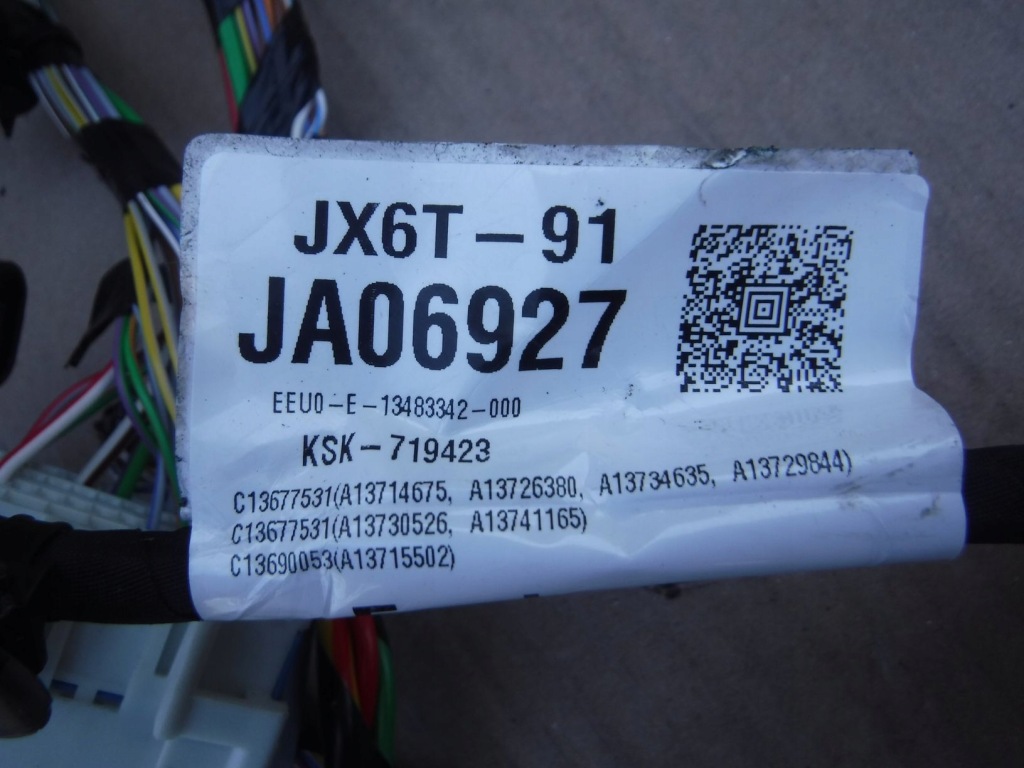 JX6T-91
JA06927
EEU0-E-13483342-000
KSK-719423
C13677531(A13714675, A13726380, A13734635, A13729844)
C13677531(A13730526, A13741165)
C13690053(A13715502)